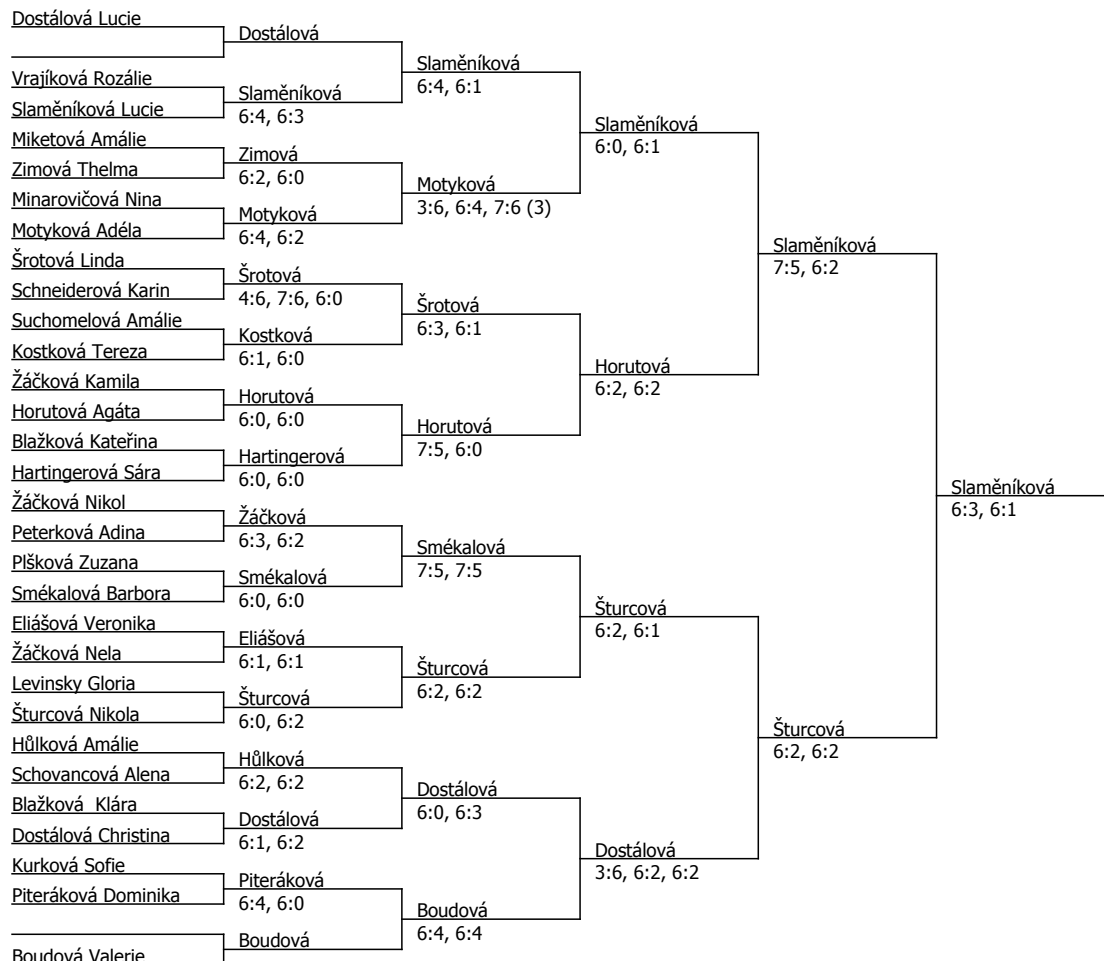 Dostálová Lucie
Vrajíková Rozálie
Slaměníková Lucie
Miketová Amálie
Zimová Thelma
Minarovičová Nina
Motyková Adéla
Šrotová Linda
Schneiderová Karin
Suchomelová Amálie
Kostková Tereza
Žáčková Kamila
Horutová Agáta
Blažková Kateřina
Hartingerová Sára
Žáčková Nikol
Peterková Adina
Plšková Zuzana
Smékalová Barbora
Eliášová Veronika
Žáčková Nela
Levinsky Gloria
Šturcová Nikola
Hůlková Amálie
Schovancová Alena
Blažková  Klára
Dostálová Christina
Kurková Sofie
Piteráková Dominika
Boudová Valerie
Dostálová
Slaměníková
6:4, 6:3
Zimová
6:2, 6:0
Motyková
6:4, 6:2
Šrotová
4:6, 7:6, 6:0
Kostková
6:1, 6:0
Horutová
6:0, 6:0
Hartingerová
6:0, 6:0
Žáčková
6:3, 6:2
Smékalová
6:0, 6:0
Eliášová
6:1, 6:1
Šturcová
6:0, 6:2
Hůlková
6:2, 6:2
Dostálová
6:1, 6:2
Piteráková
6:4, 6:0
Boudová
Slaměníková
6:4, 6:1
Motyková
3:6, 6:4, 7:6 (3)
Šrotová
6:3, 6:1
Horutová
7:5, 6:0
Smékalová
7:5, 7:5
Šturcová
6:2, 6:2
Dostálová
6:0, 6:3
Boudová
6:4, 6:4
Slaměníková
6:0, 6:1
Horutová
6:2, 6:2
Šturcová
6:2, 6:1
Dostálová
3:6, 6:2, 6:2
Slaměníková
7:5, 6:2
Šturcová
6:2, 6:2
Slaměníková
6:3, 6:1